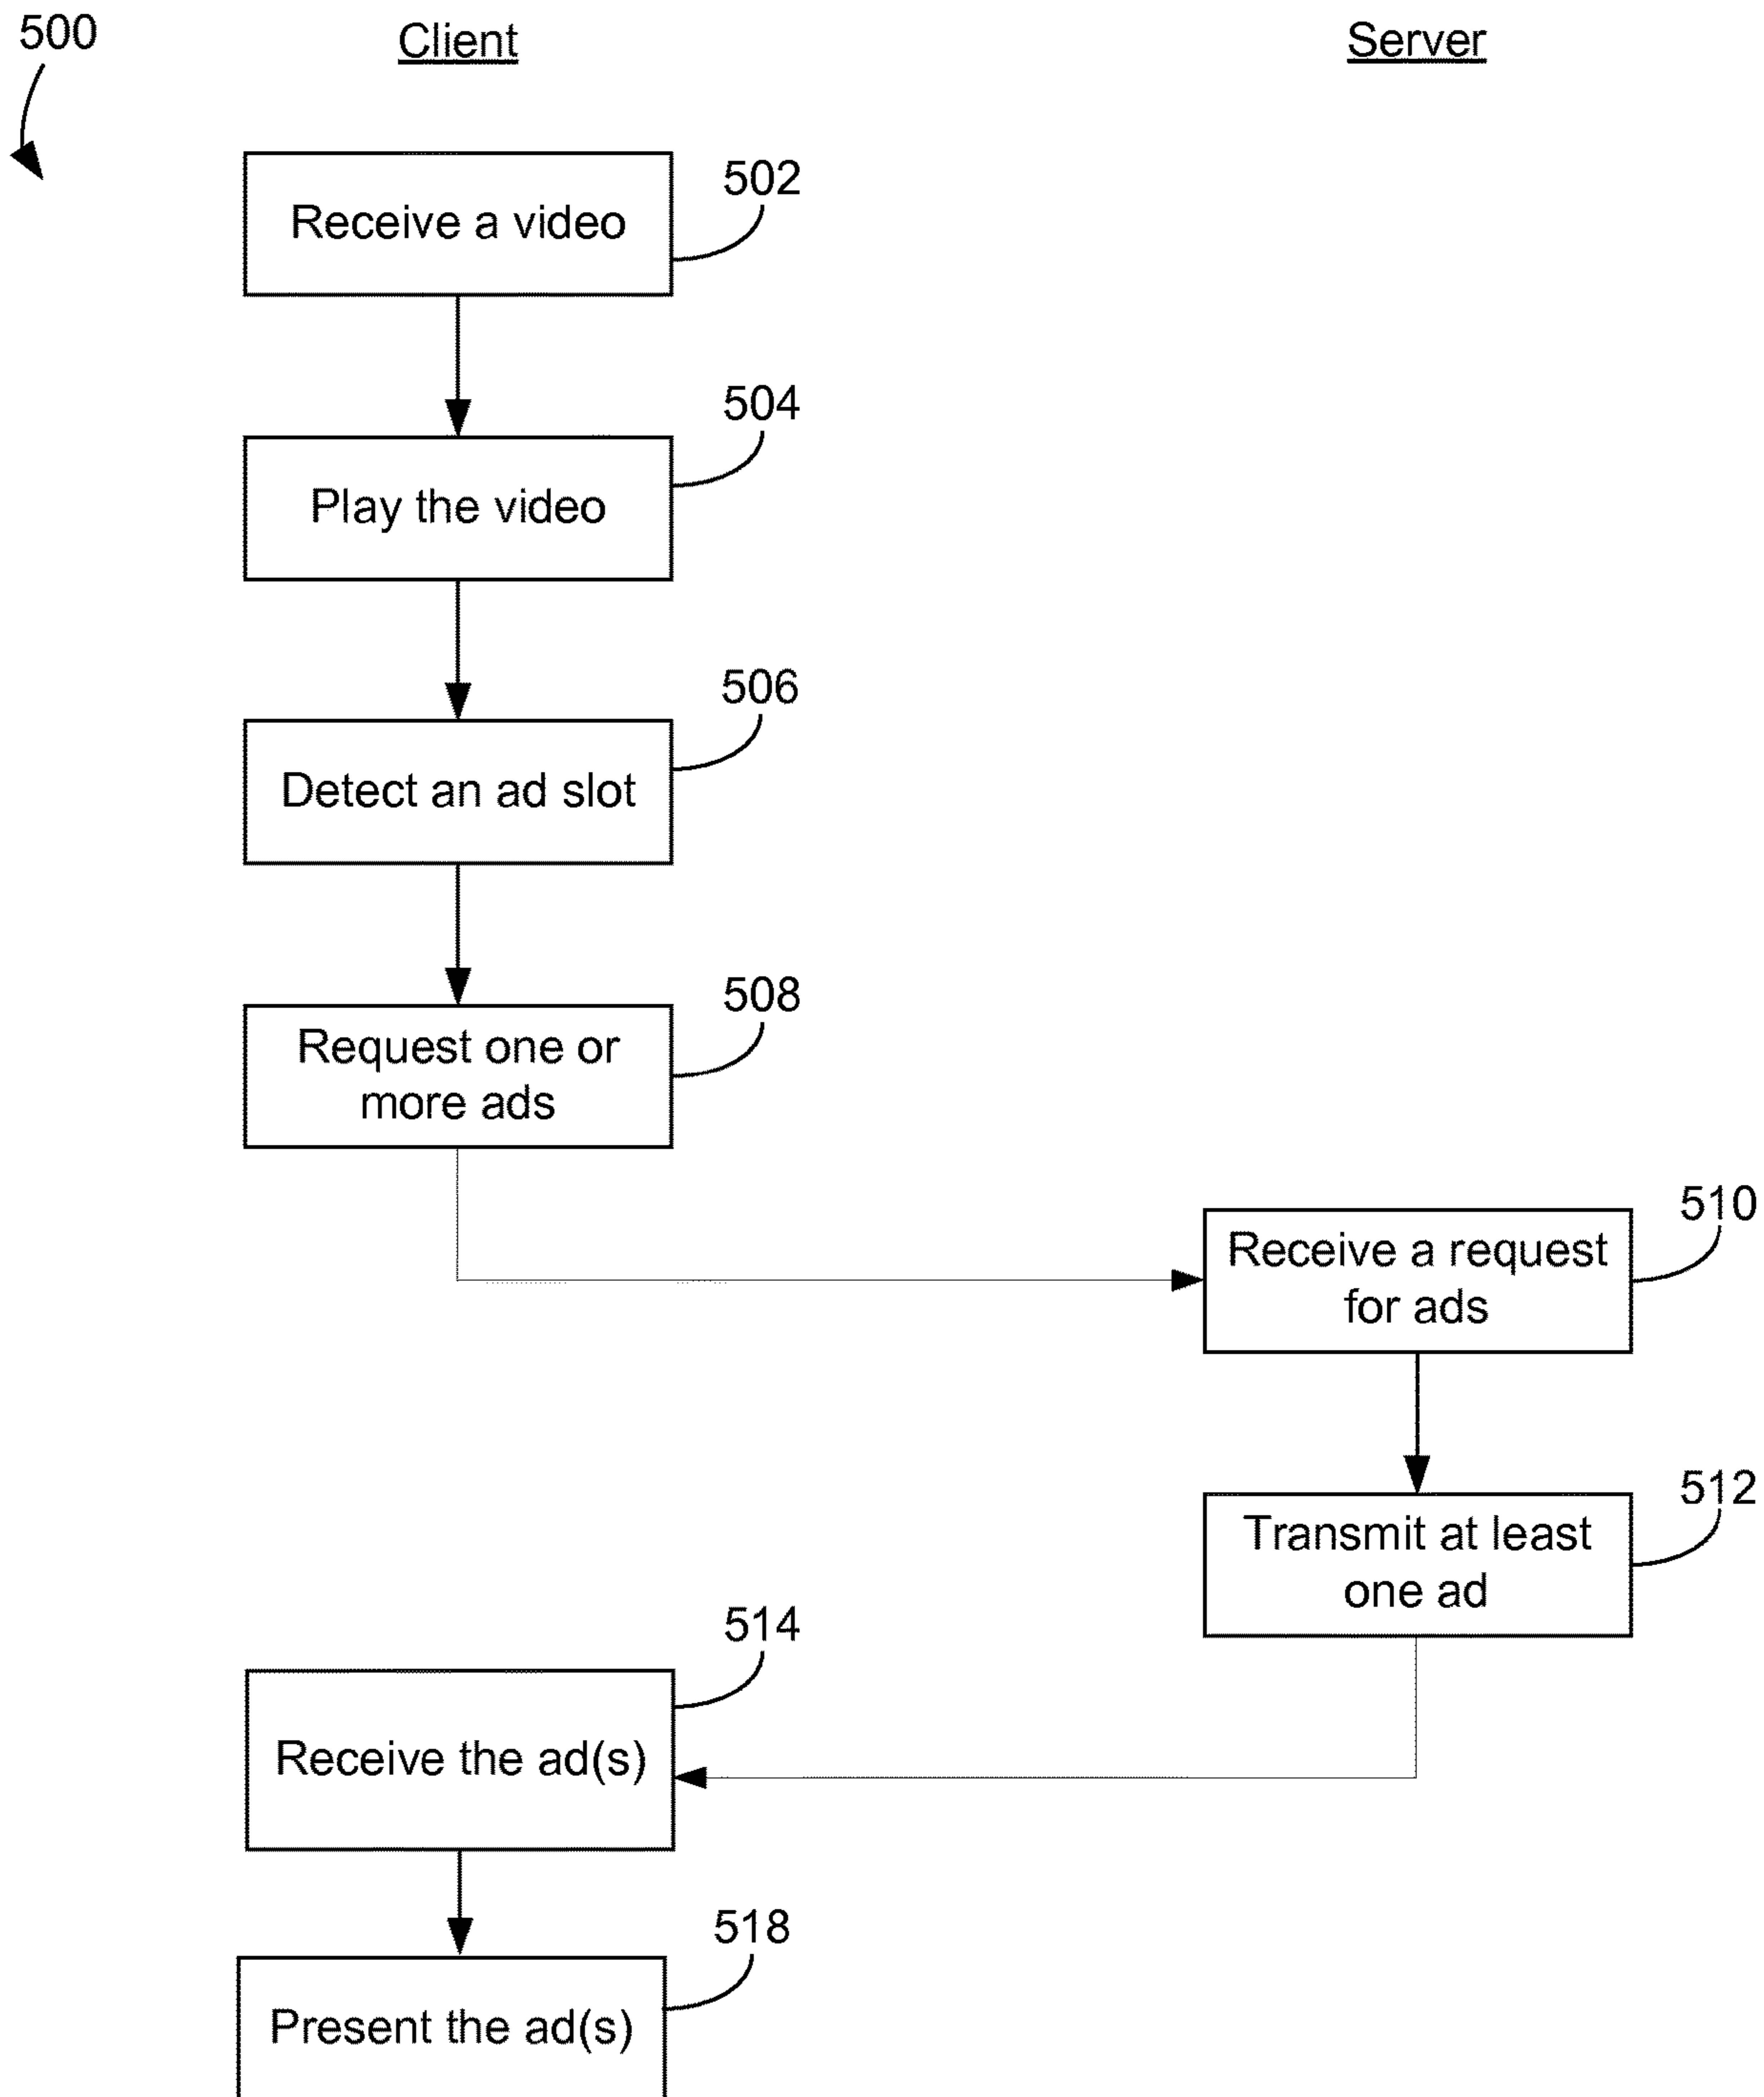 500
Client
Server
502
Receive a video
504
Play the video
506
Detect an ad slot
508
Request one or
more ads
510
Receive a request
for ads
512
Transmit at least
one ad
514
Receive the ad(s)
518
Present the ad(s)